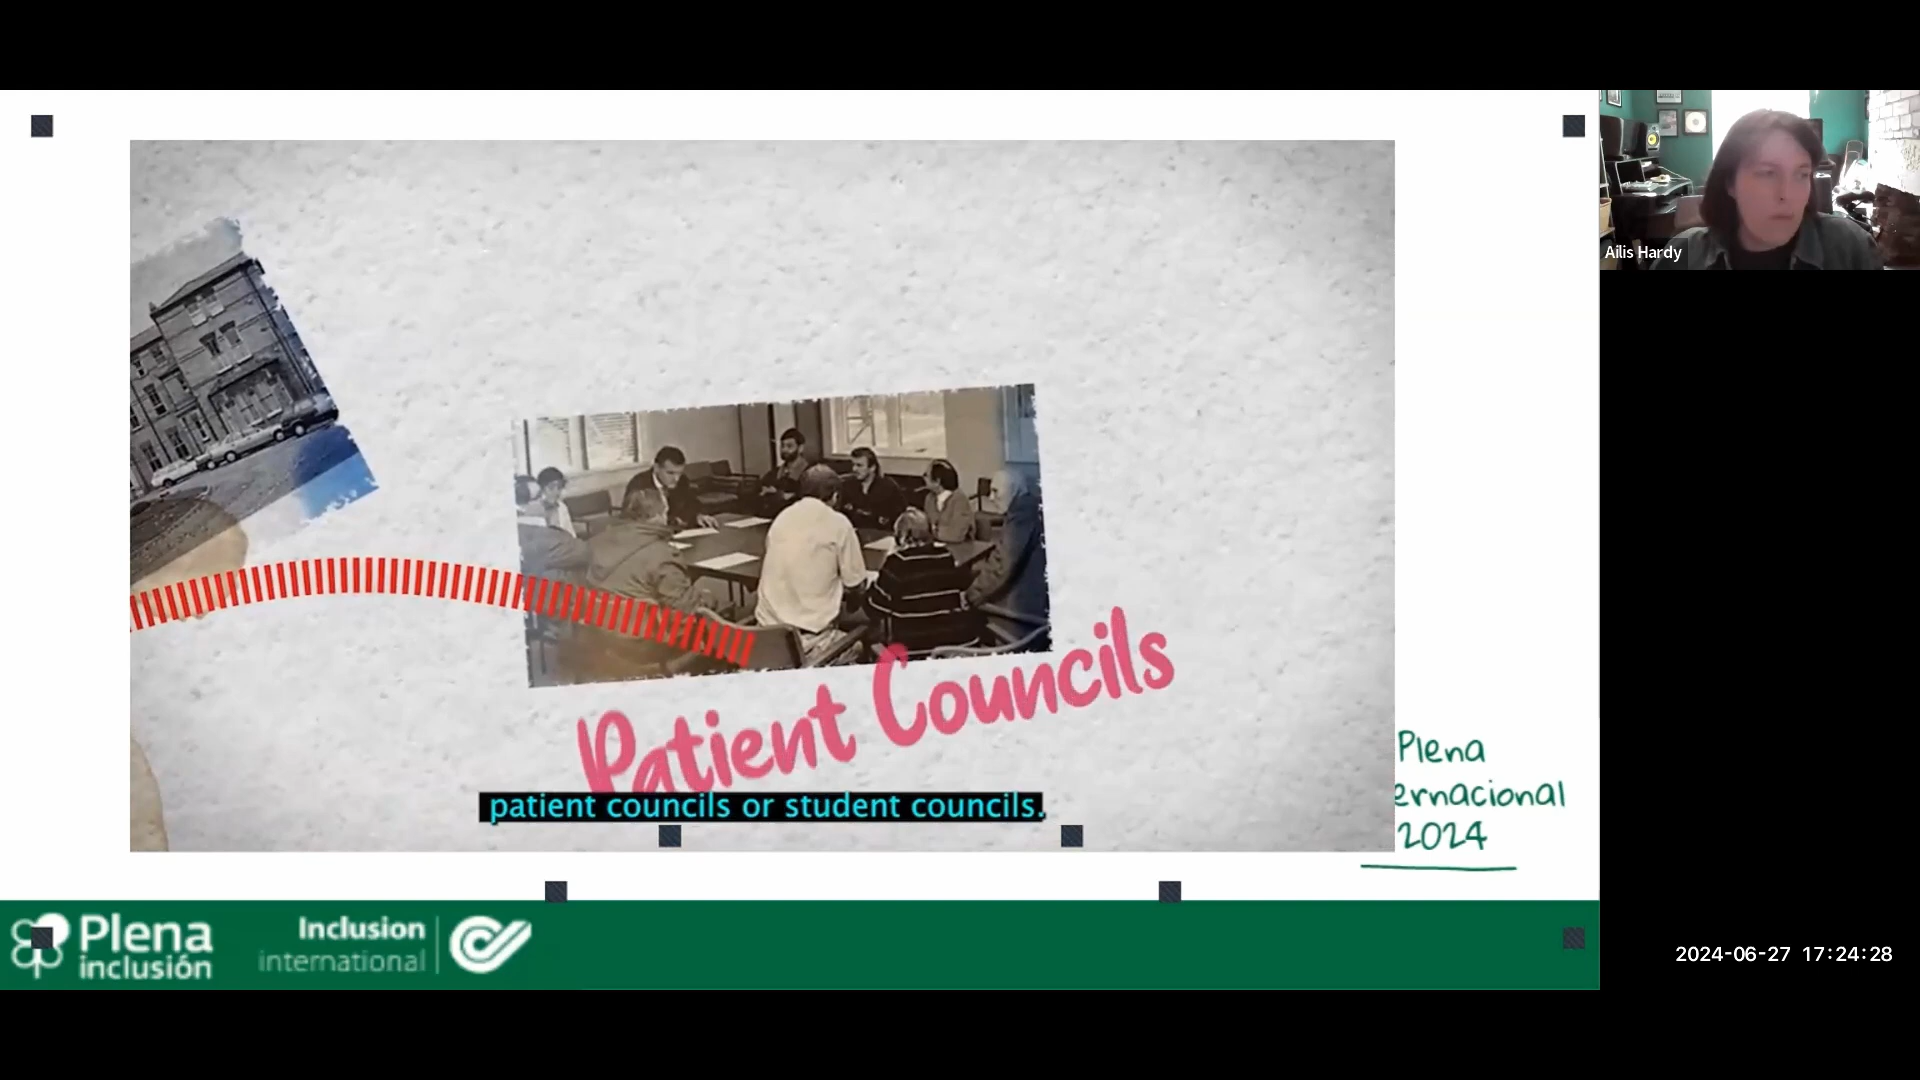 Ailis Hardy
Patient Councils
patient councils or student councils.
Plena
ernacional
2024
Plena
inclusión
Inclusion
international
2024-06-27 17:24:28